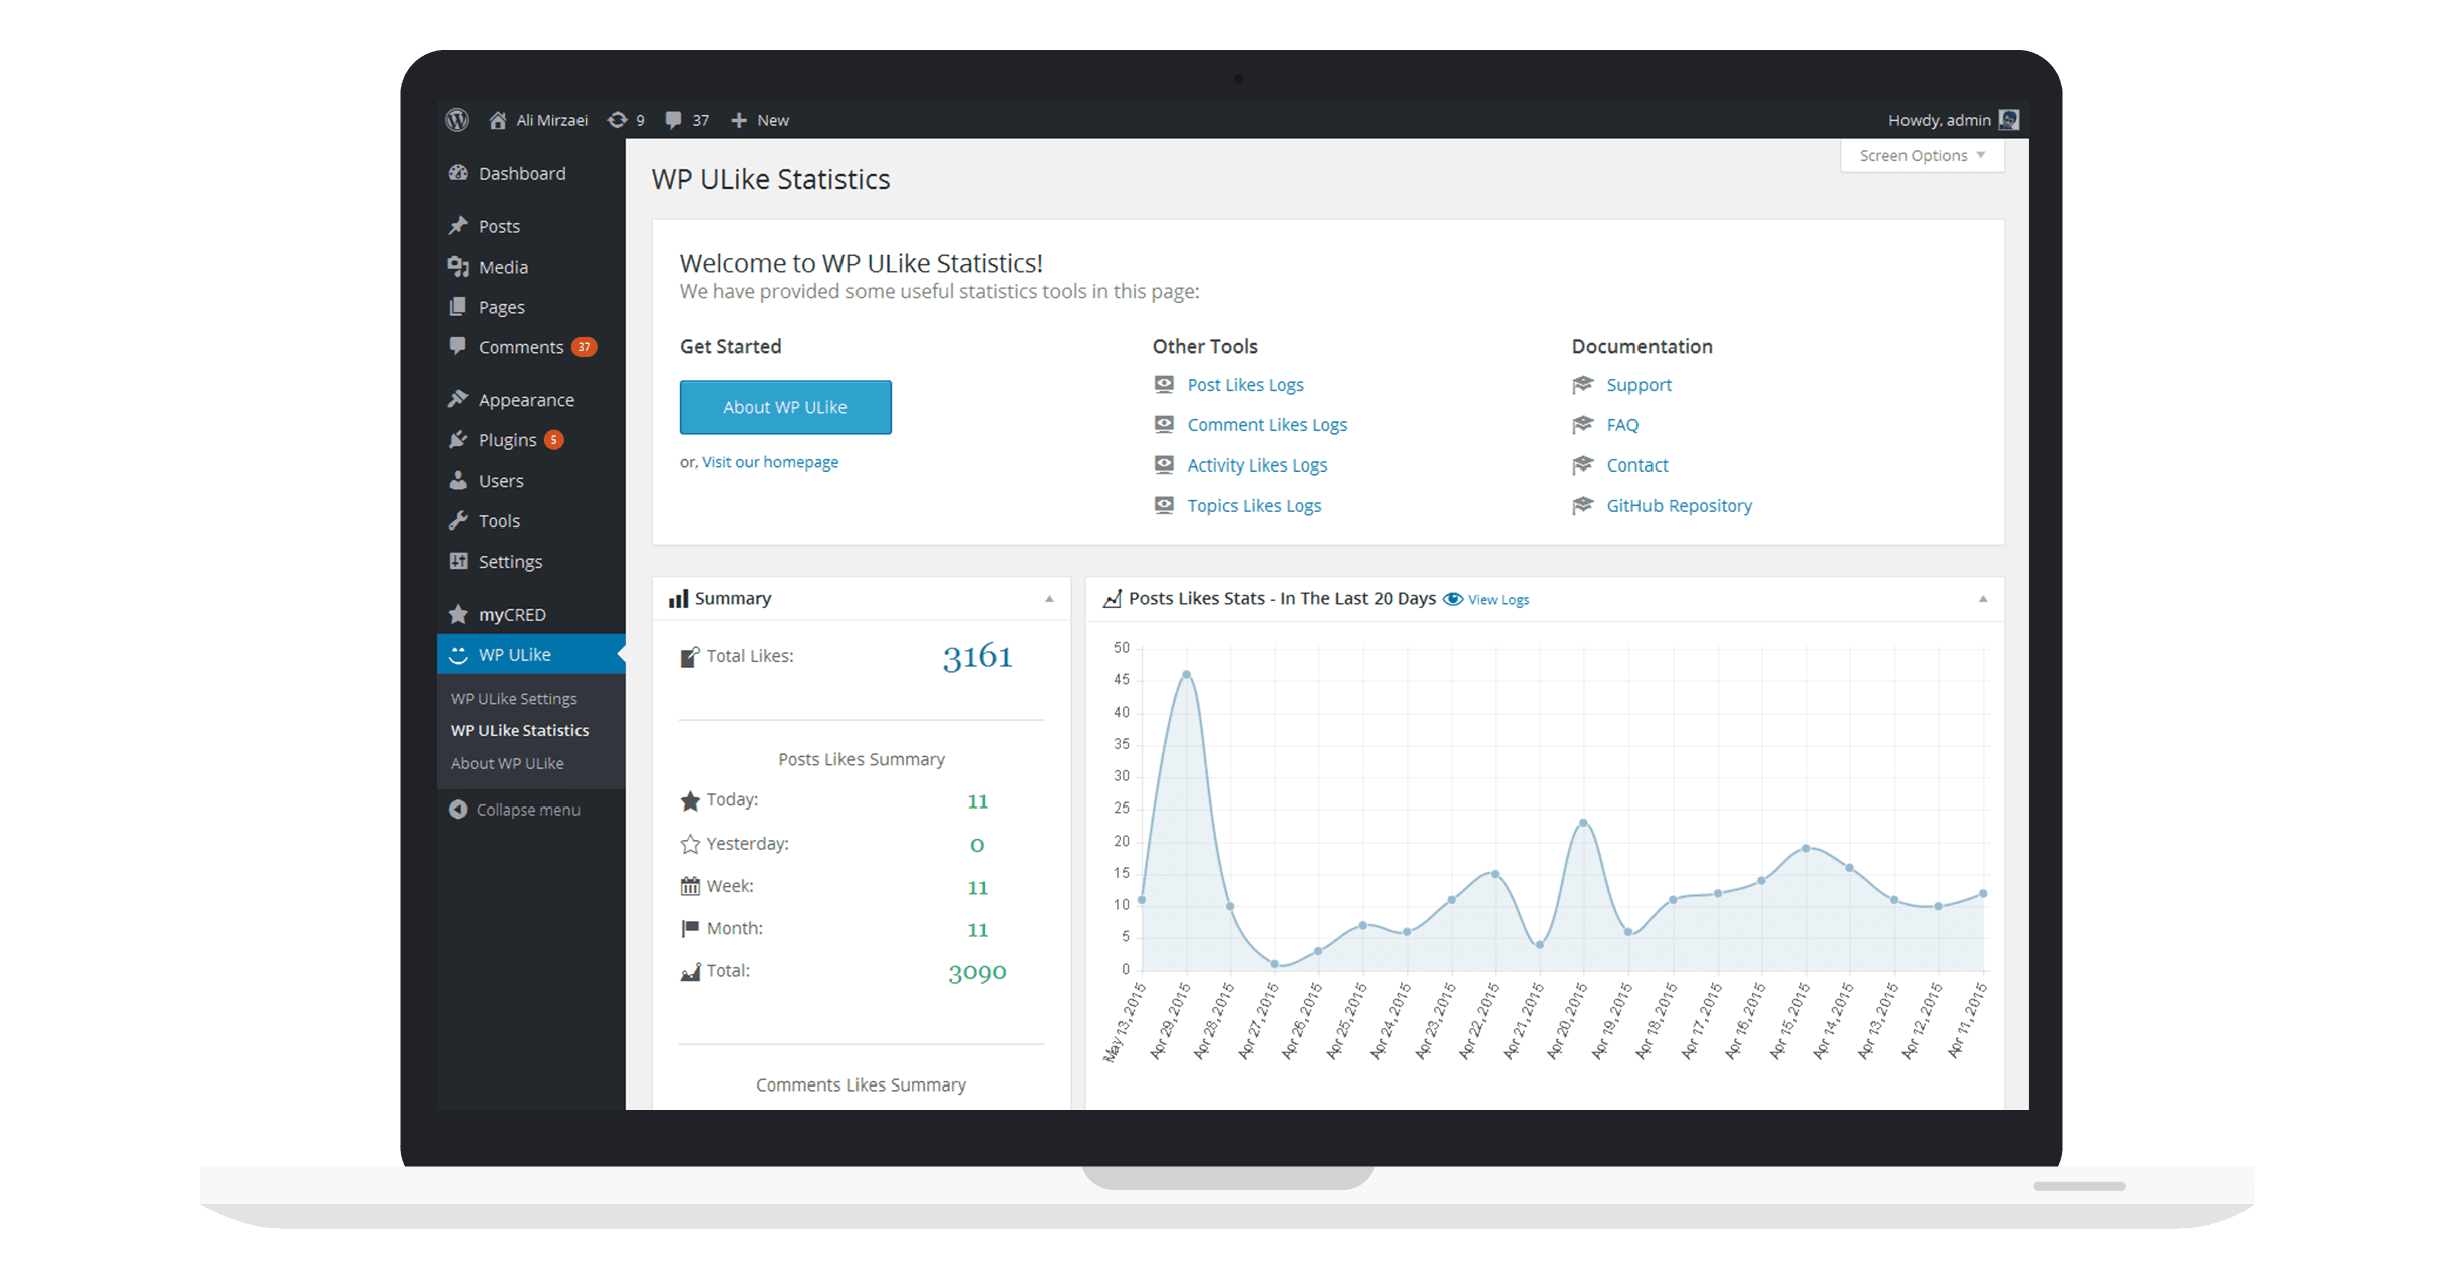 Ali Mirzaei 9 37 New Howdy, admin
Screen Options
Dashboard
Posts
Media
Pages
Comments 37
Appearance
Plugins 5
Users
Tools
Settings
myCRED
WP ULike
WP ULike Settings
WP ULike Statistics
About WP ULike
Collapse menu
WP ULike Statistics
Welcome to WP ULike Statistics!
We have provided some useful statistics tools in this page:
Get Started
About WP ULike
or, Visit our homepage
Other Tools
Post Likes Logs
Comment Likes Logs
Activity Likes Logs
Topics Likes Logs
Documentation
Support
FAQ
Contact
GitHub Repository
Summary
Total Likes: 3161
Posts Likes Summary
Today: 11
Yesterday: 0
Week: 11
Month: 11
Total: 3090
Comments Likes Summary
Posts Likes Stats - In The Last 20 Days View Logs
50
45
40
35
30
25
20
15
10
5
0
May 13, 2015
Apr 29, 2015
Apr 28, 2015
Apr 27, 2015
Apr 26, 2015
Apr 25, 2015
Apr 24, 2015
Apr 23, 2015
Apr 22, 2015
Apr 21, 2015
Apr 20, 2015
Apr 19, 2015
Apr 18, 2015
Apr 17, 2015
Apr 16, 2015
Apr 15, 2015
Apr 14, 2015
Apr 13, 2015
Apr 12, 2015
Apr 11, 2015